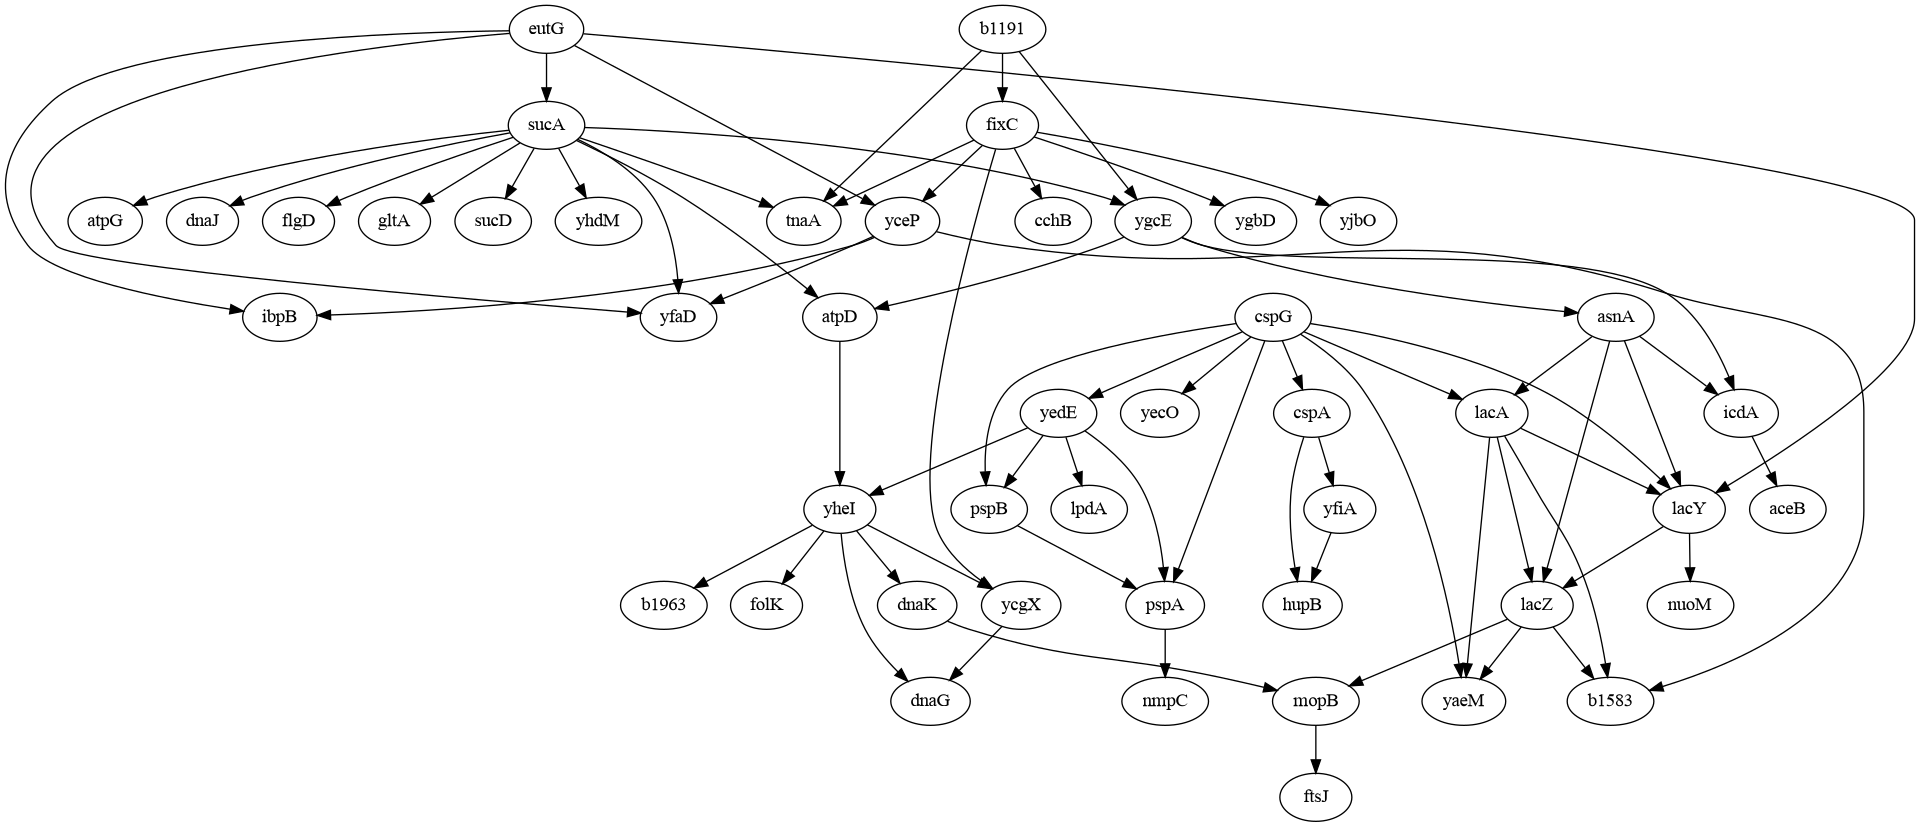 eutG b1191
sucA fixC
atpG dnaJ flgD gltA sucD yhdM tnaA yceP cchB ygcE ygbD yjbO
ibpB yfaD atpD cspG asnA
yedE yecO cspA lacA icdA
yheI pspB lpdA yfiA lacY aceB
b1963 folK dnaK ycgX pspA hupB lacZ nuoM
dnaG nmpC mopB yaeM b1583
ftsJ